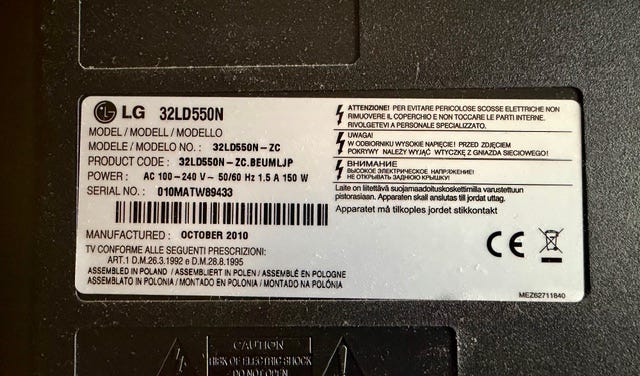 LG 32LD550N
MODEL / MODELL / MODELLO
MODELE / MODELO NO. : 32LD550N-ZC
PRODUCT CODE : 32LD550N-ZC.BEUMLJP
POWER : AC 100-240 V~ 50/60 Hz 1.5 A 150 W
SERIAL NO. : 010MATW89433
MANUFACTURED : OCTOBER 2010
TV CONFORME ALLE SEGUENTI PRESCRIZIONI:
ART.1 D.M.26.3.1992 e D.M.28.8.1995
ASSEMBLED IN POLAND / ASSEMBLIERT IN POLEN / ASSEMBLÉ EN POLOGNE
ASSEMBLATO IN POLONIA / MONTADO EN POLONIA / MONTADO NA POLÓNIA
ATTENZIONE! PER EVITARE PERICOLOSE SCOSSE ELETTRICHE NON
RIMUOVERE IL COPERCHIO E NON TOCCARE LE PARTI INTERNE.
RIVOLGETEVI A PERSONALE SPECIALIZZATO.
UWAGA!
W ODBIORNIKU WYSOKIE NAPIĘCIE! PRZED ZDJĘCIEM
POKRYWY NALEŻY WYJĄĆ WTYCZKĘ Z GNIAZDA SIECIOWEGO!
ВНИМАНИЕ
ВЫСОКОЕ ЭЛЕКТРИЧЕСКОЕ НАПРЯЖЕНИЕ!
НЕ ОТКРЫВАТЬ ЗАДНЮЮ КРЫШКУ!
Laite on liitettävä suojamaadoituskoskettimilla varustettuun
pistorasiaan. Apparaten skall anslutas till jordat uttag.
Apparatet må tilkoples jordet stikkontakt
CE
MEZ62711840
CAUTION
RISK OF ELECTRIC SHOCK
DO NOT OPEN